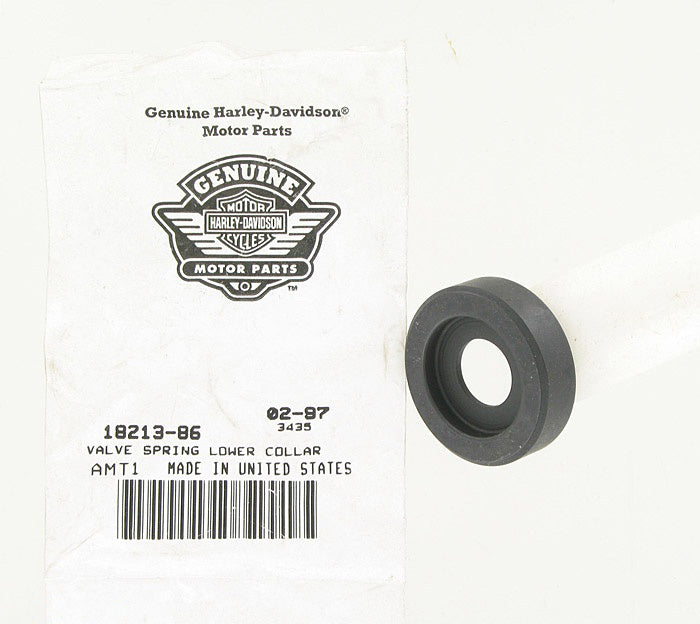 Genuine Harley-Davidson®
Motor Parts
GENUINE
MOTOR
HARLEY-DAVIDSON
CYCLES
MOTOR PARTS
TM
02-97
18213-86
3435
VALVE SPRING LOWER COLLAR
AMT1 MADE IN UNITED STATES